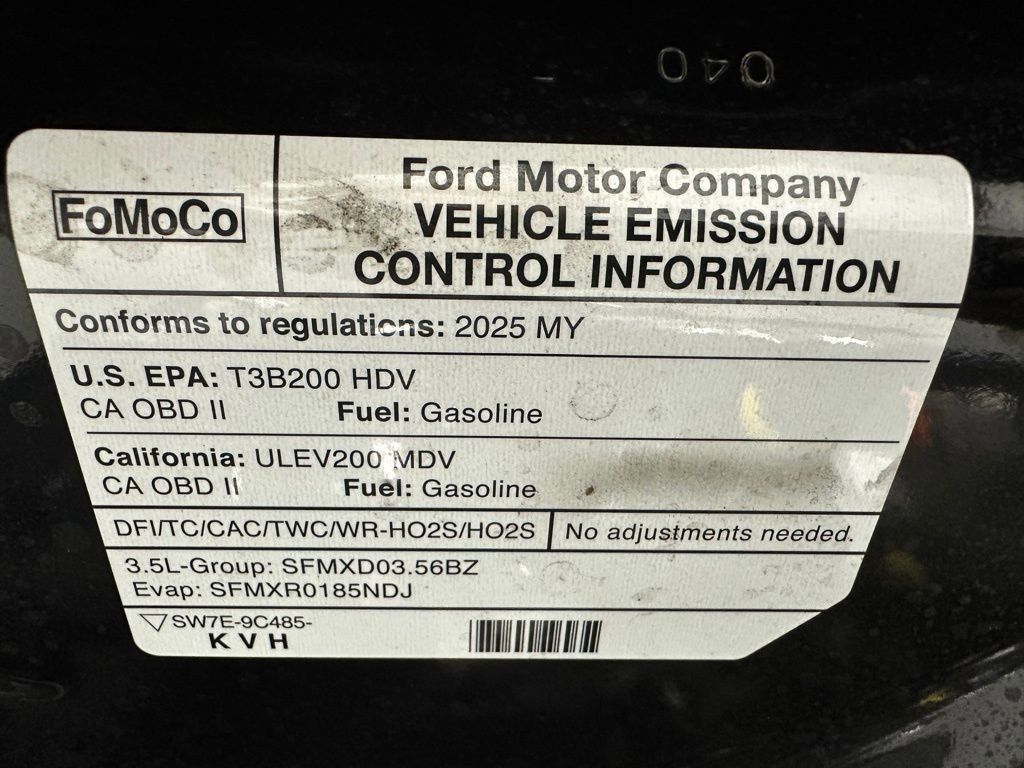 040
FoMoCo
Ford Motor Company
VEHICLE EMISSION
CONTROL INFORMATION
Conforms to regulations: 2025 MY
U.S. EPA: T3B200 HDV
CA OBD II Fuel: Gasoline
California: ULEV200 MDV
CA OBD II Fuel: Gasoline
DFI/TC/CAC/TWC/WR-HO2S/HO2S No adjustments needed.
3.5L-Group: SFMXD03.56BZ
Evap: SFMXR0185NDJ
SW7E-9C485-
K V H